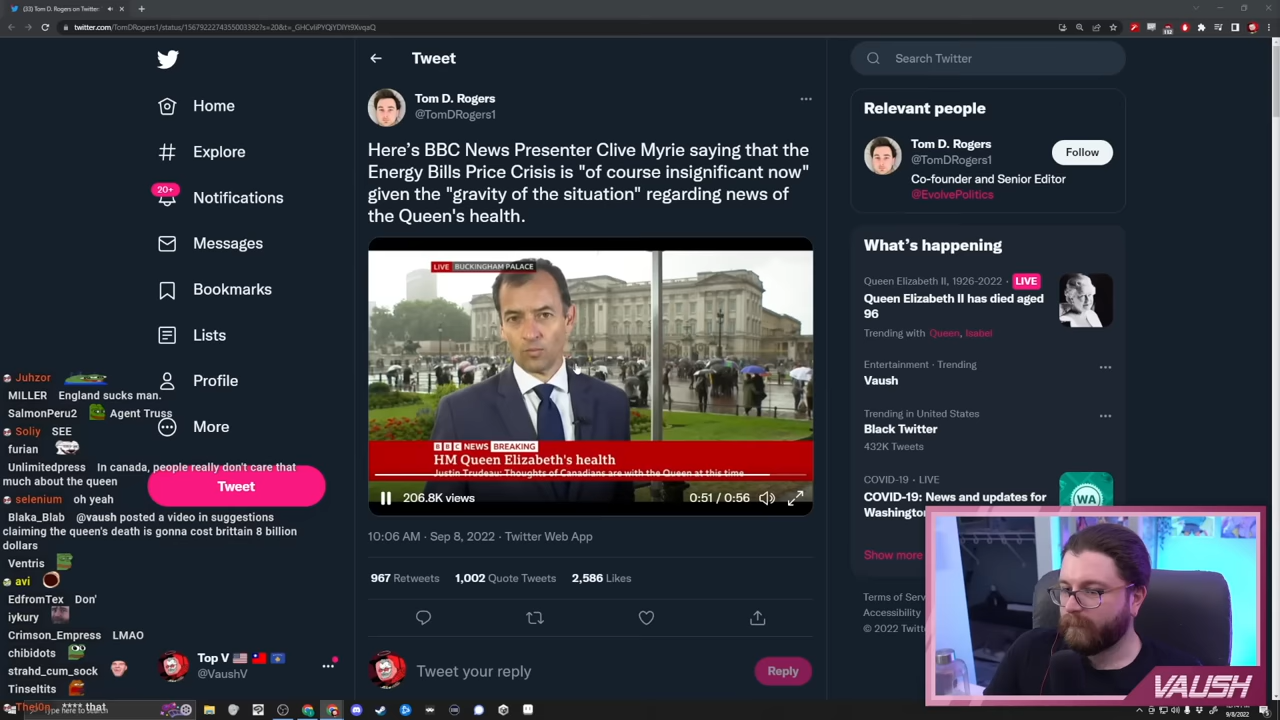 (33) Tom D. Rogers on Twitter
Tweet
Search Twitter
Home
Explore
20+
Notifications
Messages
Bookmarks
Lists
Profile
More
Tweet
Tom D. Rogers
@TomDRogers1
Here's BBC News Presenter Clive Myrie saying that the
Energy Bills Price Crisis is "of course insignificant now"
given the "gravity of the situation" regarding news of
the Queen's health.
LIVE BUCKINGHAM PALACE
BBC NEWS BREAKING
HM Queen Elizabeth's health
Justin Trudeau: Thoughts of Canadians are with the Queen at this time
206.8K views
0:51 / 0:56
10:06 AM · Sep 8, 2022 · Twitter Web App
967 Retweets 1,002 Quote Tweets 2,586 Likes
Tweet your reply
Reply
Relevant people
Tom D. Rogers
@TomDRogers1
Follow
Co-founder and Senior Editor
@EvolvePolitics
What's happening
Queen Elizabeth II, 1926-2022 · LIVE
Queen Elizabeth II has died aged
96
Trending with Queen, Isabel
Entertainment · Trending
Vaush
Trending in United States
Black Twitter
432K Tweets
COVID-19 · LIVE
COVID-19: News and updates for
Washington
WA
Show more
Terms of Serv
Accessibility
© 2022 Twitt
Juhzor
MILLER England sucks man.
SalmonPeru2 Agent Truss
Soliy SEE
furian
Unlimitedpress In canada, people really don't care that
much about the queen
selenium oh yeah
Blaka_Blab @vaush posted a video in suggestions
claiming the queen's death is gonna cost brittain 8 billion
dollars
Ventris
avi
EdfromTex Don'
iykury
Crimson_Empress LMAO
chibidots
strahd_cum_sock
Tinseltits
**** that
Top V
@VaushV
VAUSH
9/8/2022